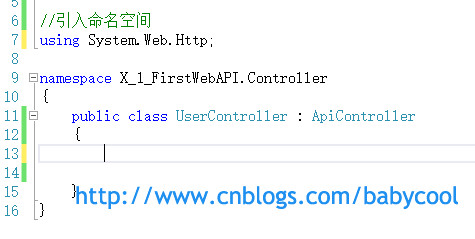 5
6 //引入命名空间
7 using System.Web.Http;
8
9 namespace X_1_FirstWebAPI.Controller
10 {
11 public class UserController : ApiController
12 {
13
14
15 }
http://www.cnblogs.com/babycool
16 }